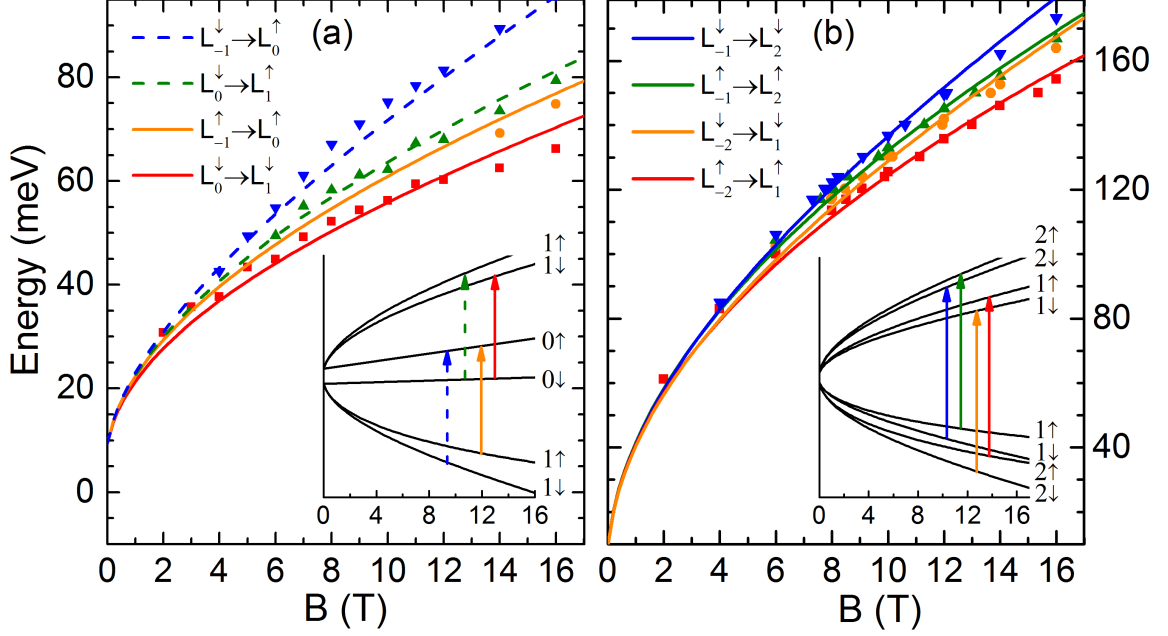 (a)
L↓₋₁→L↑₀
L↓₀→L↑₁
L↑₋₁→L↑₀
L↓₀→L↓₁
Energy (meV)
80
60
40
20
0
0 2 4 6 8 10 12 14 16
B (T)
1↑
1↓
0↑
0↓
1↑
1↓
0 4 8 12 16
(b)
L↓₋₁→L↓₂
L↑₋₁→L↑₂
L↓₋₂→L↓₁
L↑₋₂→L↑₁
160
120
80
40
0 2 4 6 8 10 12 14 16
B (T)
2↑
2↓
1↑
1↓
1↑
1↓
2↑
2↓
0 4 8 12 16